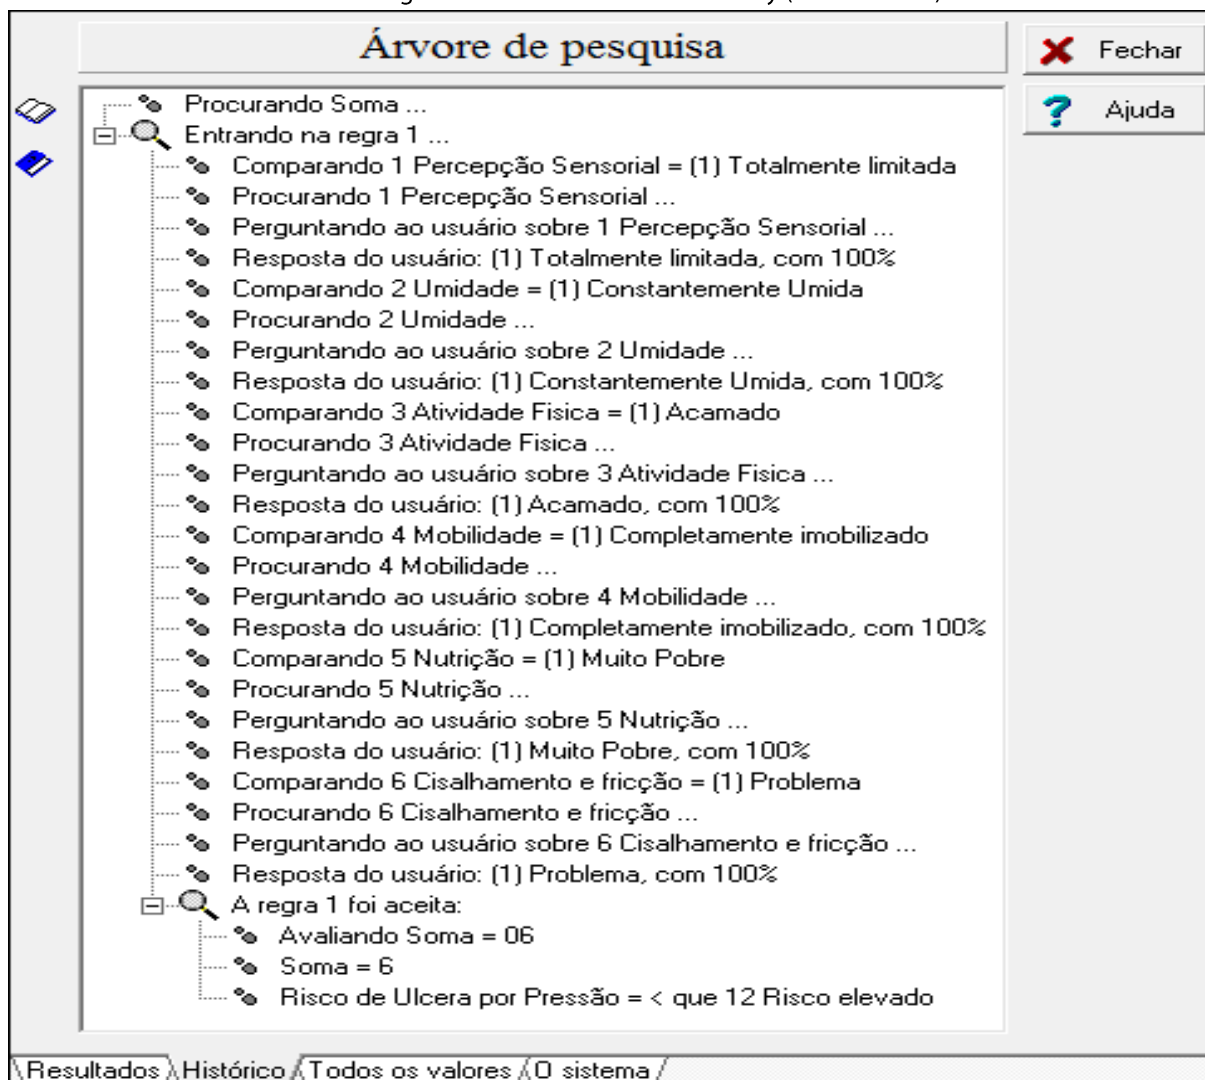 Árvore de pesquisa
Fechar
Ajuda
Procurando Soma ...
Entrando na regra 1 ...
Comparando 1 Percepção Sensorial = (1) Totalmente limitada
Procurando 1 Percepção Sensorial ...
Perguntando ao usuário sobre 1 Percepção Sensorial ...
Resposta do usuário: (1) Totalmente limitada, com 100%
Comparando 2 Umidade = (1) Constantemente Umida
Procurando 2 Umidade ...
Perguntando ao usuário sobre 2 Umidade ...
Resposta do usuário: (1) Constantemente Umida, com 100%
Comparando 3 Atividade Fisica = (1) Acamado
Procurando 3 Atividade Fisica ...
Perguntando ao usuário sobre 3 Atividade Fisica ...
Resposta do usuário: (1) Acamado, com 100%
Comparando 4 Mobilidade = (1) Completamente imobilizado
Procurando 4 Mobilidade ...
Perguntando ao usuário sobre 4 Mobilidade ...
Resposta do usuário: (1) Completamente imobilizado, com 100%
Comparando 5 Nutrição = (1) Muito Pobre
Procurando 5 Nutrição ...
Perguntando ao usuário sobre 5 Nutrição ...
Resposta do usuário: (1) Muito Pobre, com 100%
Comparando 6 Cisalhamento e fricção = (1) Problema
Procurando 6 Cisalhamento e fricção ...
Perguntando ao usuário sobre 6 Cisalhamento e fricção ...
Resposta do usuário: (1) Problema, com 100%
A regra 1 foi aceita:
Avaliando Soma = 06
Soma = 6
Risco de Ulcera por Pressão = < que 12 Risco elevado
Resultados Histórico Todos os valores O sistema